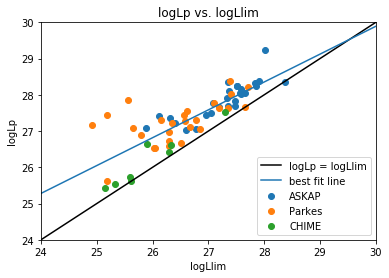 logLp vs. logLlim
30
29
28
27
26
25
24
logLp
24 25 26 27 28 29 30
logLlim
logLp = logLlim
best fit line
ASKAP
Parkes
CHIME